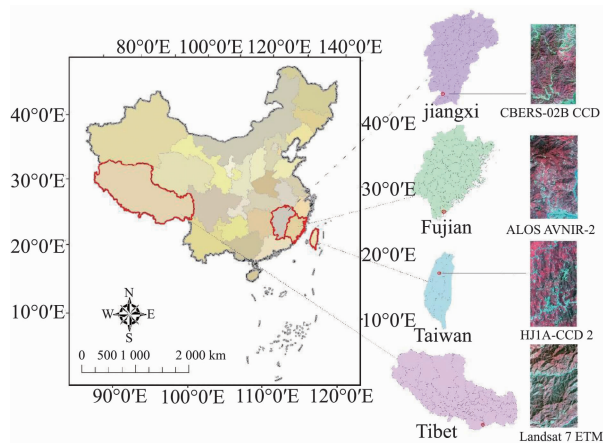 80°0′E 100°0′E 120°0′E
40°0′E
30°0′E
20°0′E
10°0′E
N
W E
S
0 500 1 000 2 000 km
90°0′E 100°0′E 110°0′E 120°0′E
40°0′E
30°0′E
20°0′E
10°0′E
jiangxi
CBERS-02B CCD
Fujian
ALOS AVNIR-2
Taiwan
HJ1A-CCD 2
Tibet
Landsat 7 ETM